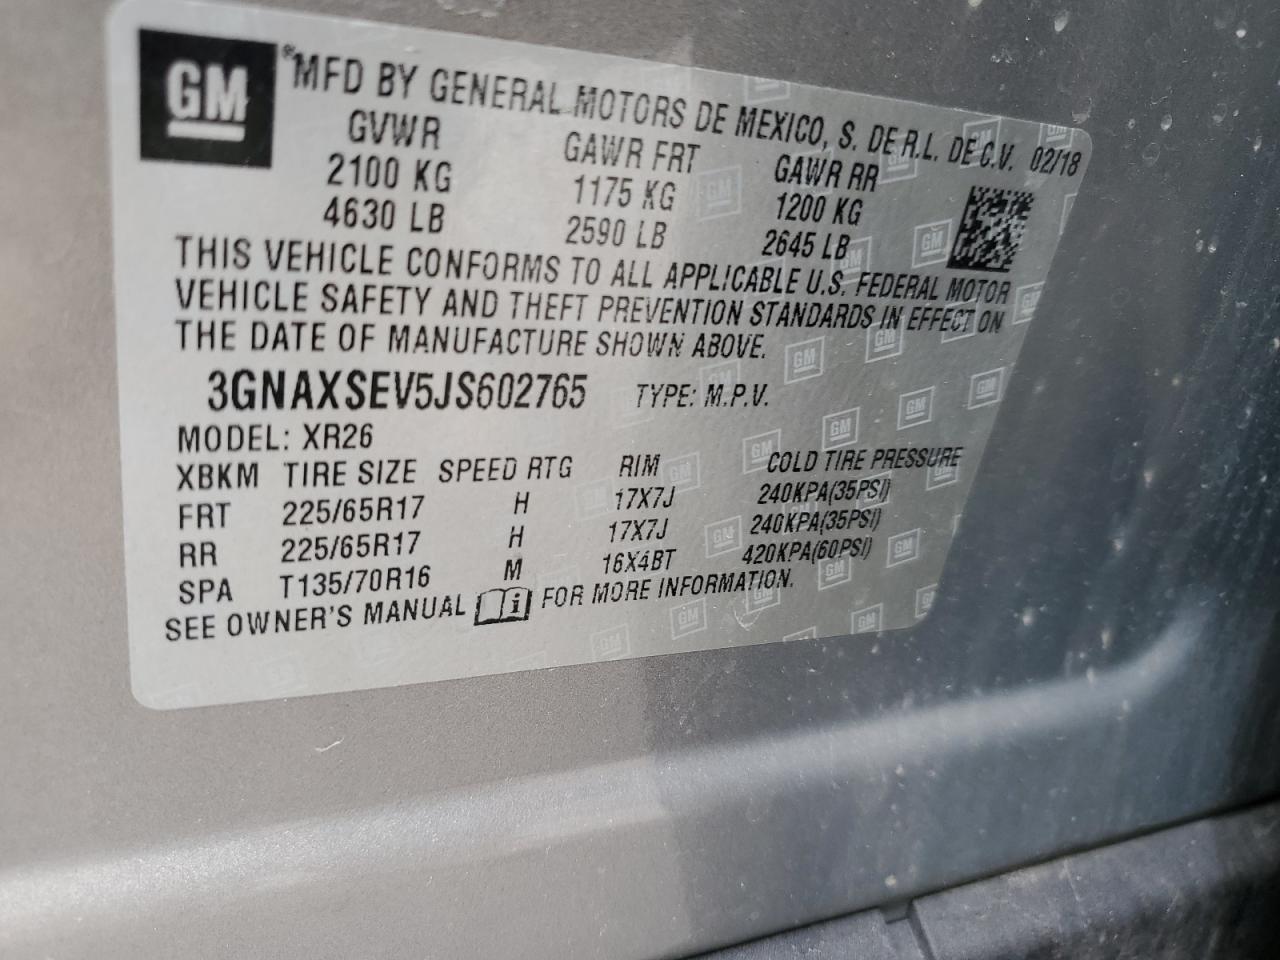 GM
® MFD BY GENERAL MOTORS DE MEXICO, S. DE R.L. DE C.V. 02/18
GVWR GAWR FRT GAWR RR
2100 KG 1175 KG 1200 KG
4630 LB 2590 LB 2645 LB
THIS VEHICLE CONFORMS TO ALL APPLICABLE U.S. FEDERAL MOTOR
VEHICLE SAFETY AND THEFT PREVENTION STANDARDS IN EFFECT ON
THE DATE OF MANUFACTURE SHOWN ABOVE.
3GNAXSEV5JS602765 TYPE: M.P.V.
MODEL: XR26
XBKM TIRE SIZE SPEED RTG RIM COLD TIRE PRESSURE
FRT 225/65R17 H 17X7J 240KPA(35PSI)
RR 225/65R17 H 17X7J 240KPA(35PSI)
SPA T135/70R16 M 16X4BT 420KPA(60PSI)
SEE OWNER'S MANUAL i FOR MORE INFORMATION.